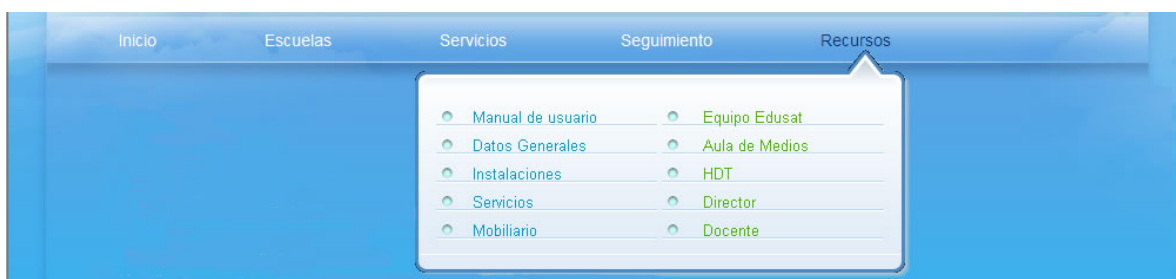 Inicio Escuelas Servicios Seguimiento Recursos
Manual de usuario Equipo Edusat
Datos Generales Aula de Medios
Instalaciones HDT
Servicios Director
Mobiliario Docente